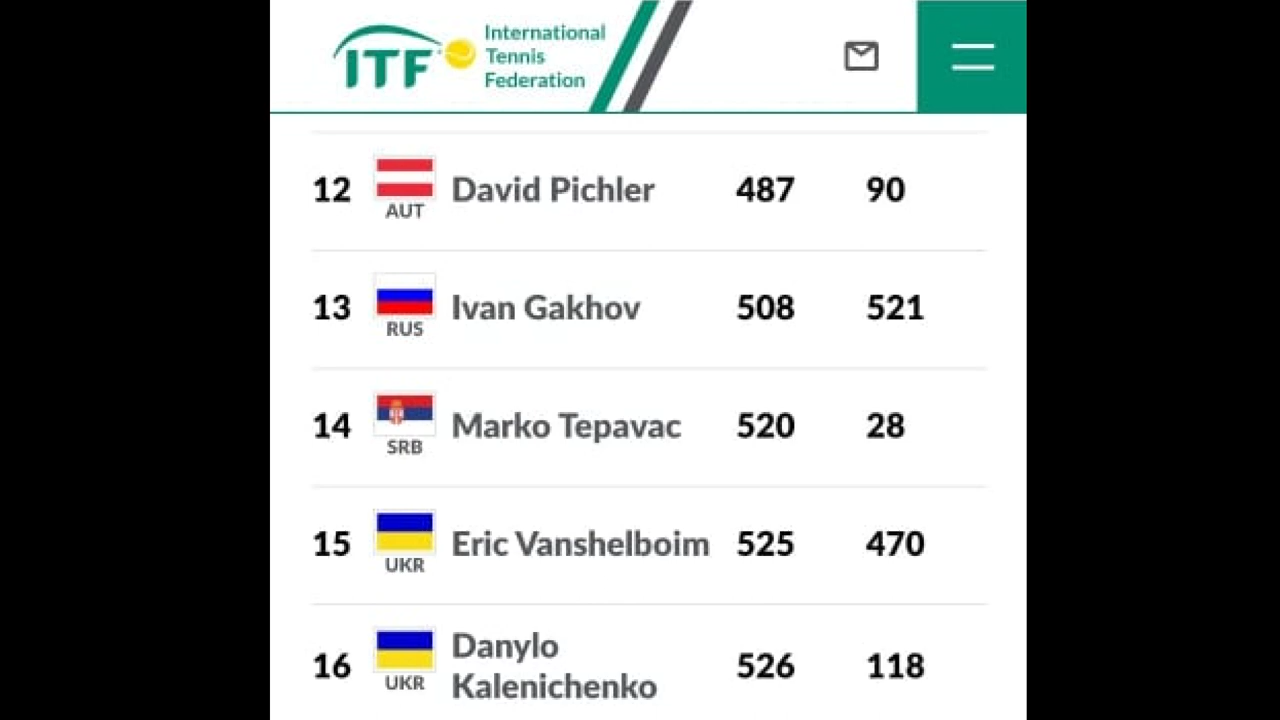 ITF
International
Tennis
Federation
12 AUT David Pichler 487 90
13 RUS Ivan Gakhov 508 521
14 SRB Marko Tepavac 520 28
15 UKR Eric Vanshelboim 525 470
16 UKR Danylo Kalenichenko 526 118